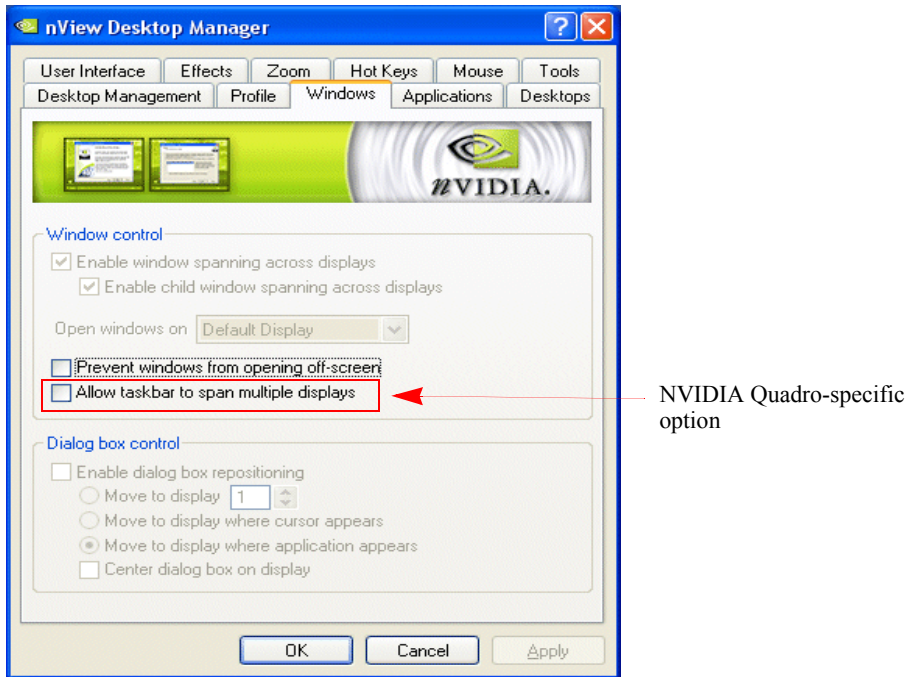 nView Desktop Manager
User Interface Effects Zoom Hot Keys Mouse Tools
Desktop Management Profile Windows Applications Desktops
nVIDIA.
Window control
Enable window spanning across displays
Enable child window spanning across displays
Open windows on Default Display
Prevent windows from opening off-screen
Allow taskbar to span multiple displays
NVIDIA Quadro-specific
option
Dialog box control
Enable dialog box repositioning
Move to display 1
Move to display where cursor appears
Move to display where application appears
Center dialog box on display
OK Cancel Apply